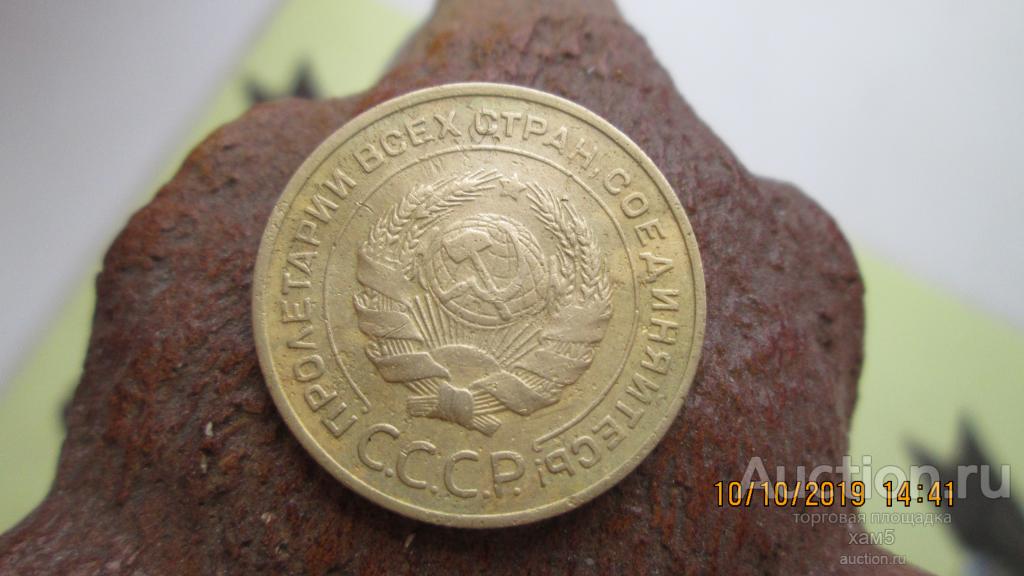 ПРОЛЕТАРИИ ВСЕХ СТРАН, СОЕДИНЯЙТЕСЬ!
С.С.С.Р.
Auction.ru
10/10/2019 14:41
торговая площадка
хам5
auction.ru